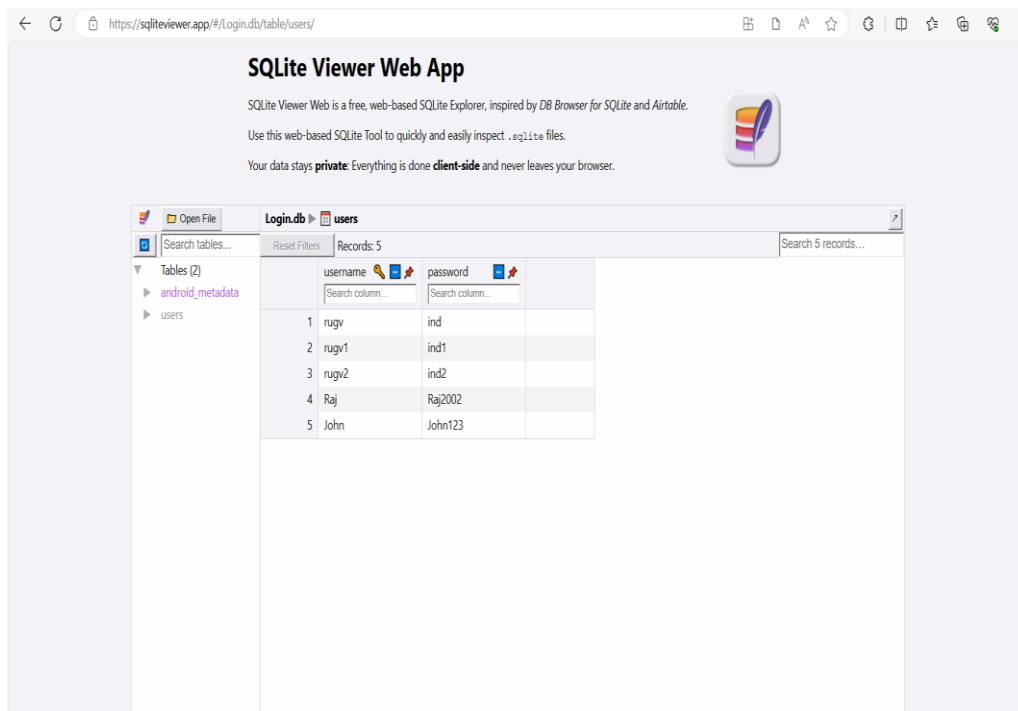 https://sqliteviewer.app/#/Login.db/table/users/
SQLite Viewer Web App
SQLite Viewer Web is a free, web-based SQLite Explorer, inspired by DB Browser for SQLite and Airtable.
Use this web-based SQLite Tool to quickly and easily inspect .sqlite files.
Your data stays private: Everything is done client-side and never leaves your browser.
Open File Login.db users
Search tables... Reset Filters Records: 5 Search 5 records...
Tables (2) username password
Search column... Search column...
android_metadata
users
1 rugv ind
2 rugv1 ind1
3 rugv2 ind2
4 Raj Raj2002
5 John John123